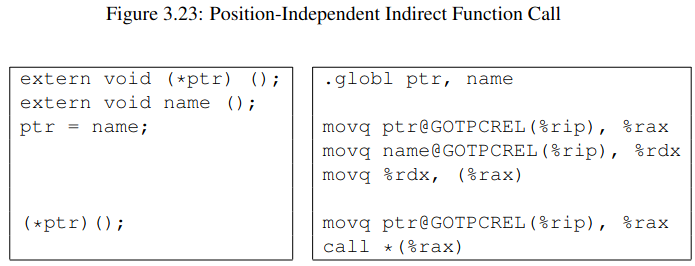 Figure 3.23: Position-Independent Indirect Function Call
extern void (*ptr) ();
extern void name ();
ptr = name;
(*ptr)();
.globl ptr, name
movq ptr@GOTPCREL(%rip), %rax
movq name@GOTPCREL(%rip), %rdx
movq %rdx, (%rax)
movq ptr@GOTPCREL(%rip), %rax
call *(%rax)